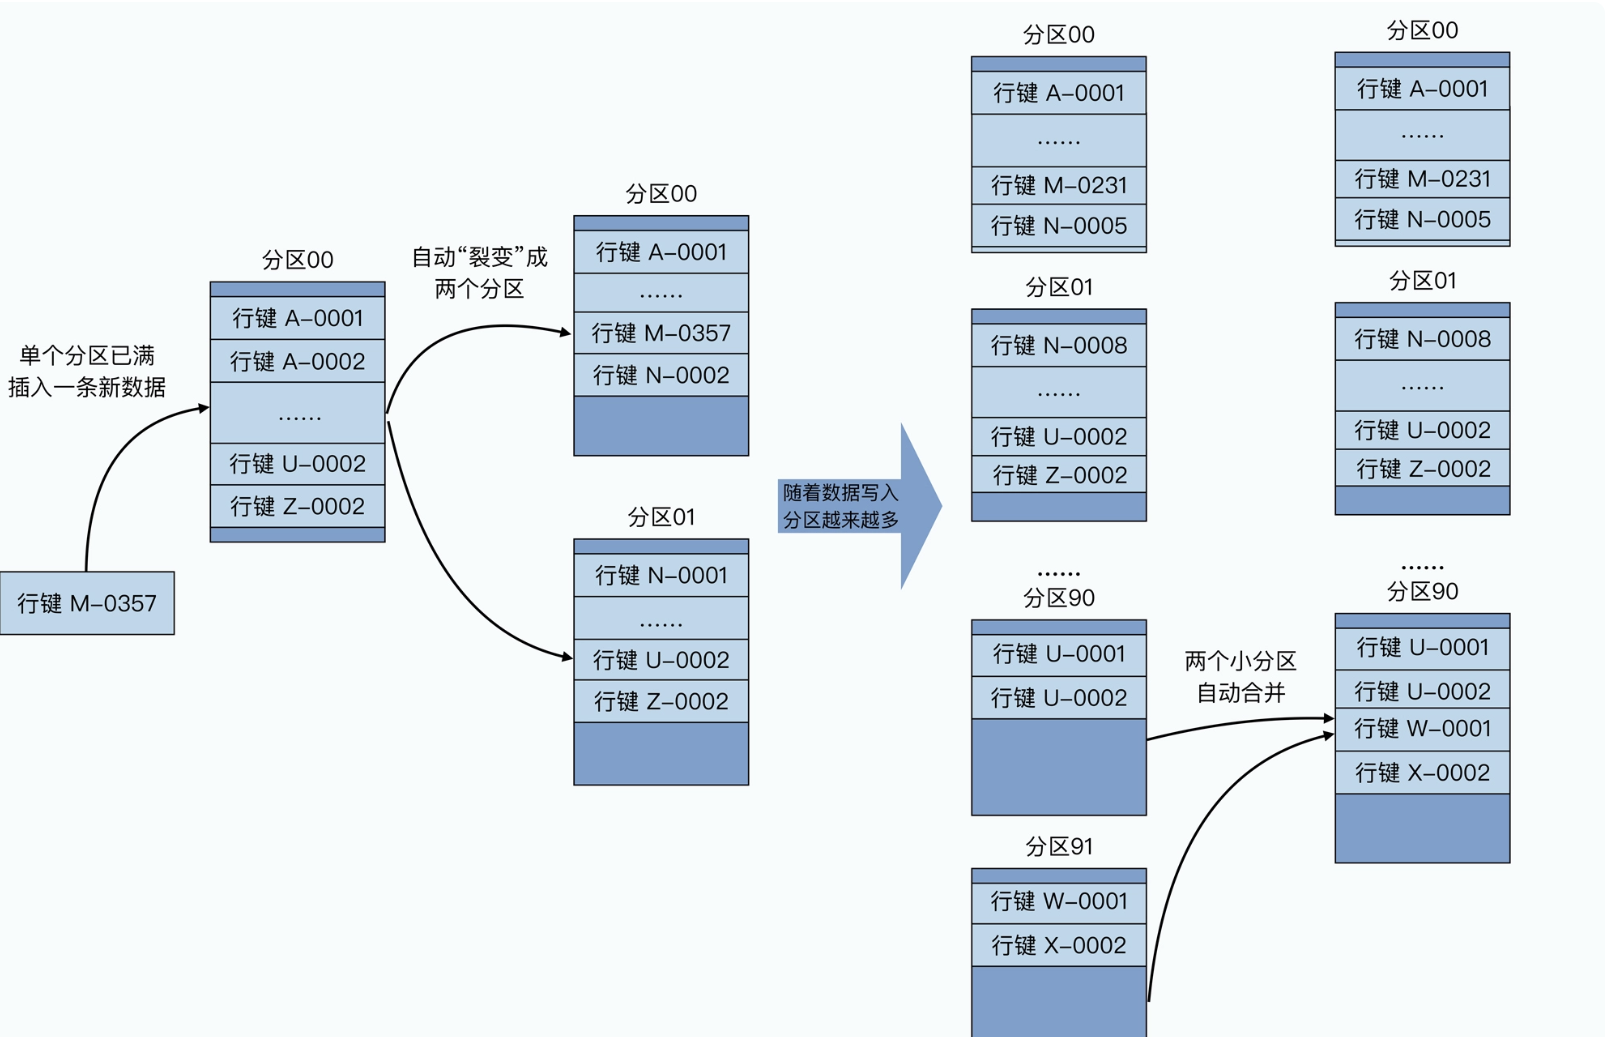 单个分区已满
插入一条新数据
行键 M-0357
分区00
行键 A-0001
行键 A-0002
……
行键 U-0002
行键 Z-0002
自动“裂变”成
两个分区
分区00
行键 A-0001
……
行键 M-0357
行键 N-0002
分区01
行键 N-0001
……
行键 U-0002
行键 Z-0002
随着数据写入
分区越来越多
分区00
行键 A-0001
……
行键 M-0231
行键 N-0005
分区01
行键 N-0008
……
行键 U-0002
行键 Z-0002
……
分区90
行键 U-0001
行键 U-0002
分区91
行键 W-0001
行键 X-0002
两个小分区
自动合并
分区00
行键 A-0001
……
行键 M-0231
行键 N-0005
分区01
行键 N-0008
……
行键 U-0002
行键 Z-0002
……
分区90
行键 U-0001
行键 U-0002
行键 W-0001
行键 X-0002